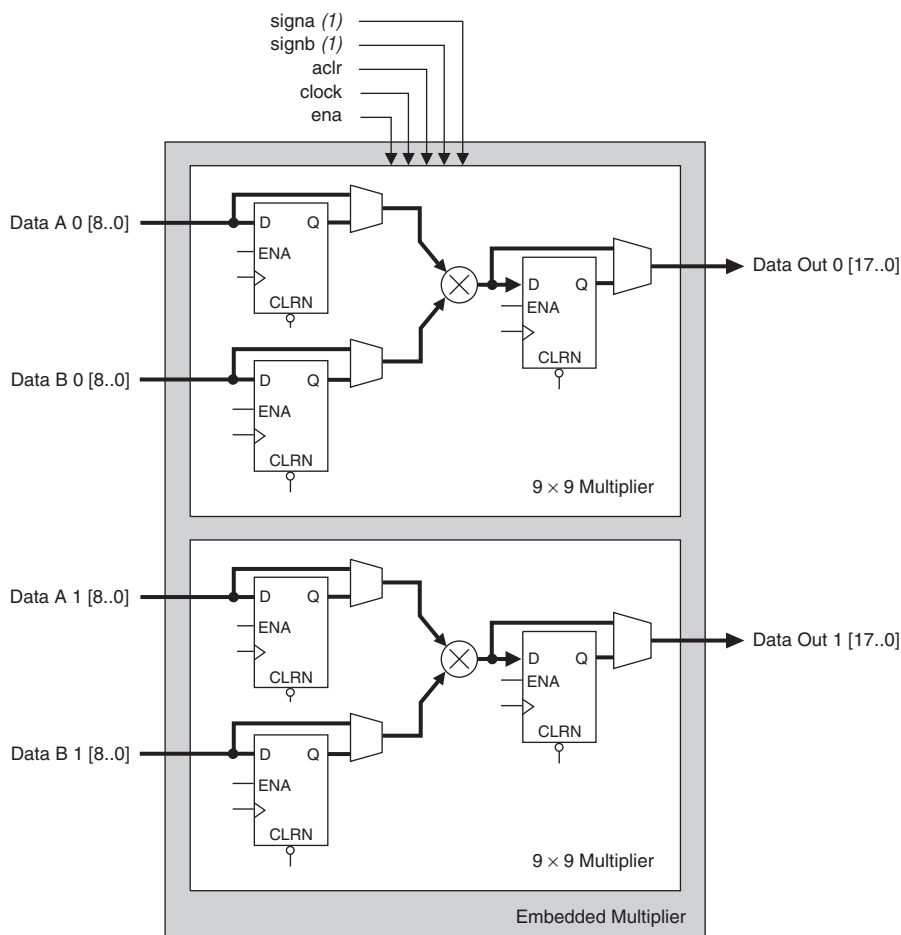 signa (1)
signb (1)
aclr
clock
ena
Data A 0 [8..0]
D Q
ENA
CLRN
Data B 0 [8..0]
D Q
ENA
CLRN
D Q
ENA
CLRN
Data Out 0 [17..0]
9 × 9 Multiplier
Data A 1 [8..0]
D Q
ENA
CLRN
Data B 1 [8..0]
D Q
ENA
CLRN
D Q
ENA
CLRN
Data Out 1 [17..0]
9 × 9 Multiplier
Embedded Multiplier